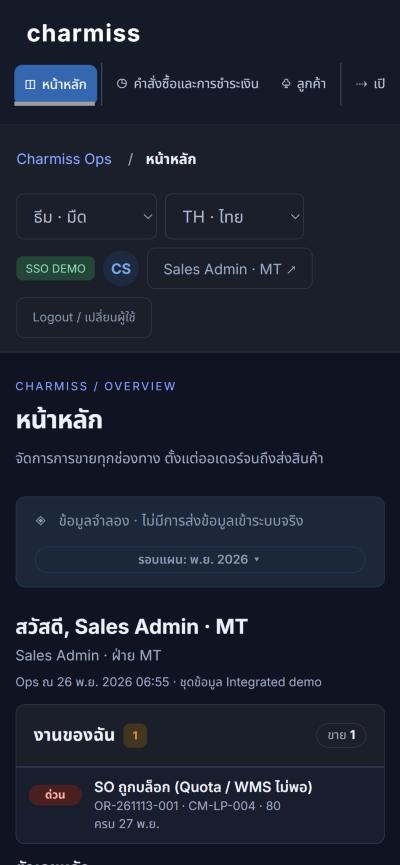 charmiss
หน้าหลัก
คำสั่งซื้อและการชำระเงิน
ลูกค้า
เปิ
Charmiss Ops / หน้าหลัก
ธีม · มืด
TH · ไทย
SSO DEMO
CS
Sales Admin · MT ↗
Logout / เปลี่ยนผู้ใช้
CHARMISS / OVERVIEW
หน้าหลัก
จัดการการขายทุกช่องทาง ตั้งแต่ออเดอร์จนถึงส่งสินค้า
ข้อมูลจำลอง · ไม่มีการส่งข้อมูลเข้าระบบจริง
รอบแผน: พ.ย. 2026 ▾
สวัสดี, Sales Admin · MT
Sales Admin · ฝ่าย MT
Ops ณ 26 พ.ย. 2026 06:55 · ชุดข้อมูล Integrated demo
งานของฉัน 1
ขาย 1
ด่วน
SO ถูกบล็อก (Quota / WMS ไม่พอ)
OR-261113-001 · CM-LP-004 · 80
ครบ 27 พ.ย.